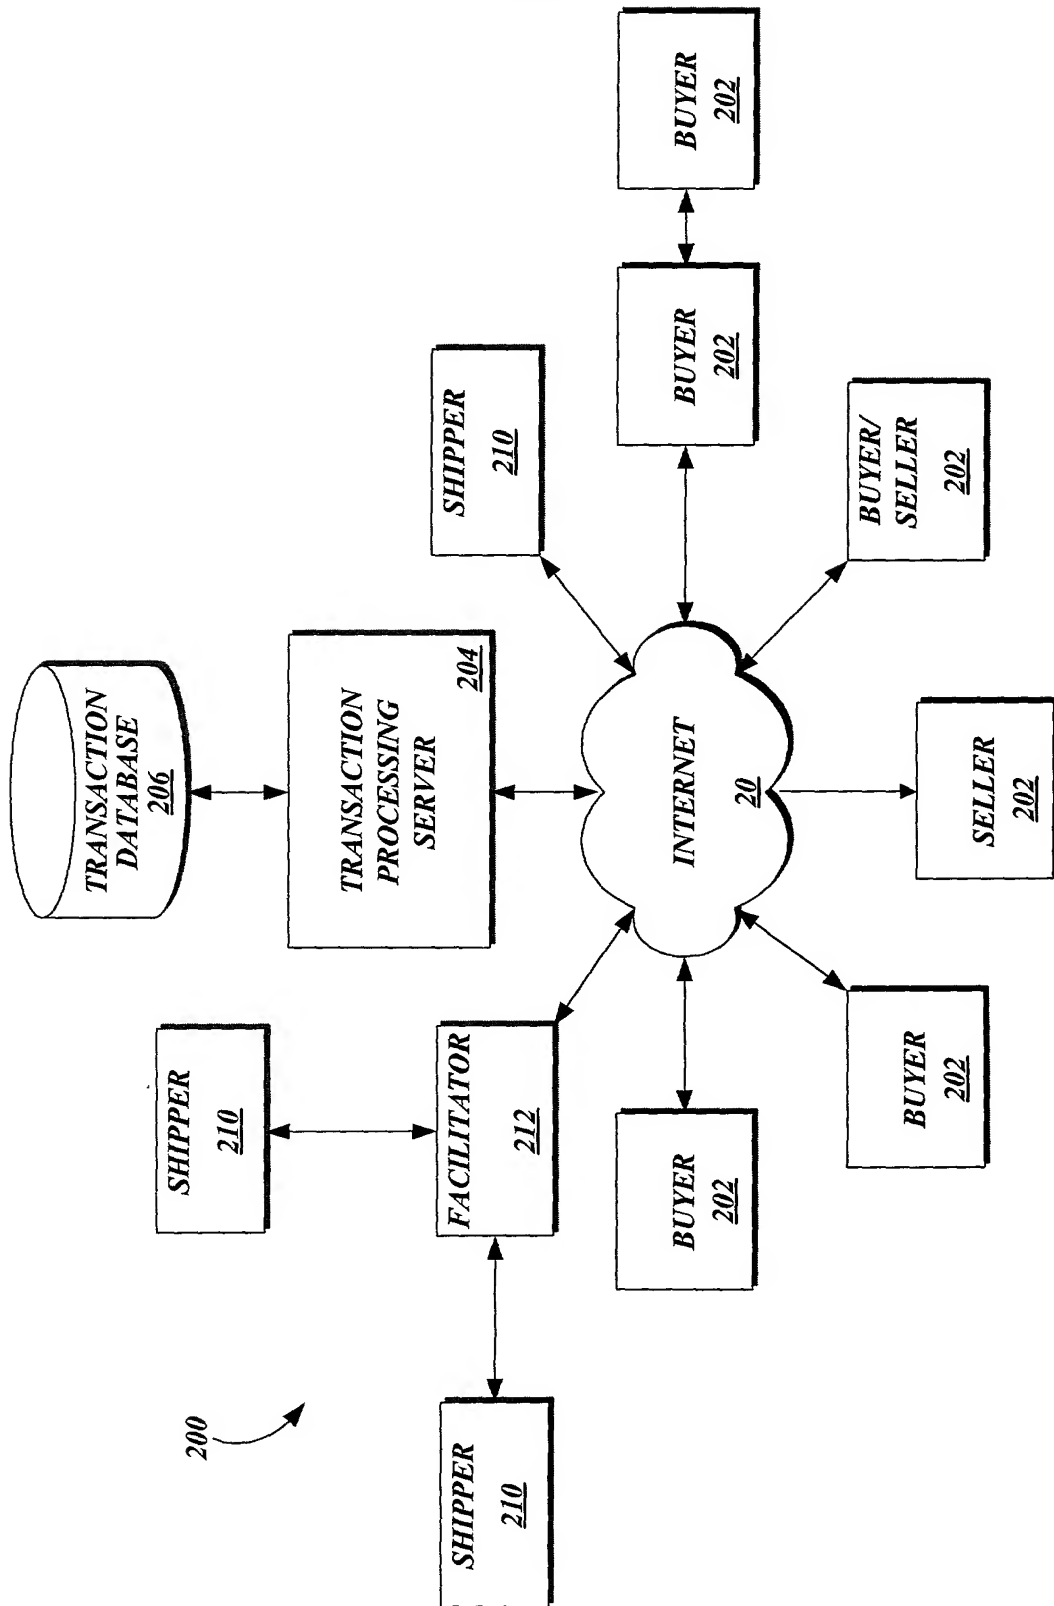 200
SHIPPER
210
SHIPPER
210
FACILITATOR
212
TRANSACTION
DATABASE
206
TRANSACTION
PROCESSING
SERVER
204
SHIPPER
210
BUYER
202
INTERNET
20
BUYER
202
BUYER
202
BUYER
202
SELLER
202
BUYER/
SELLER
202